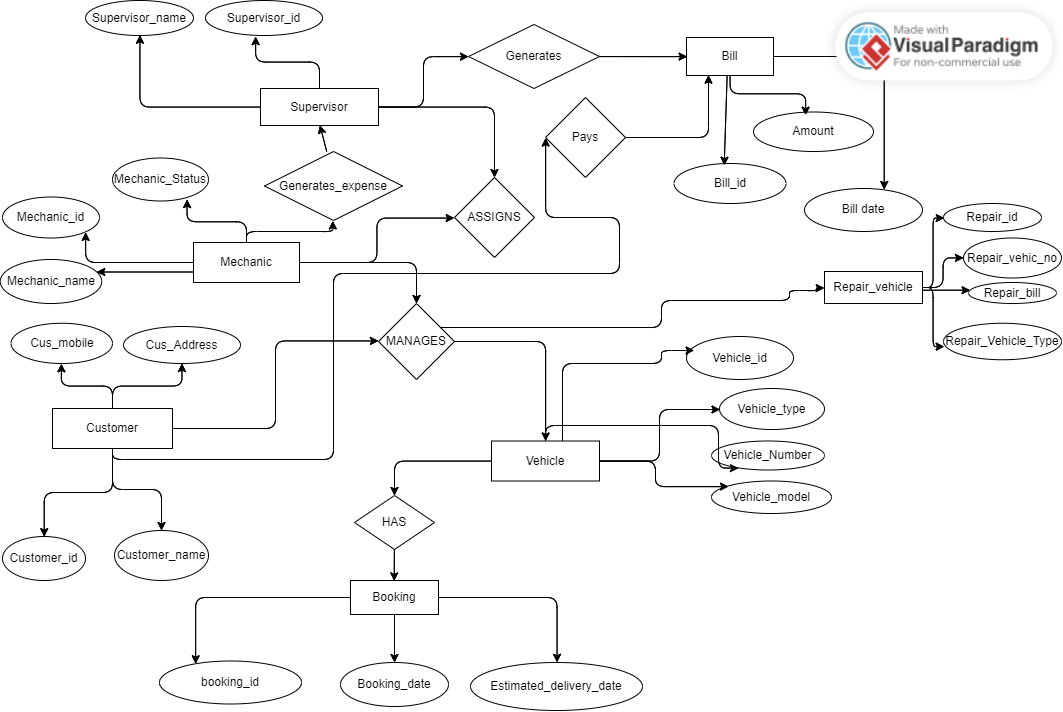 Supervisor_name
Supervisor_id
Made with
VisualParadigm
For non-commercial use
Generates
Bill
Supervisor
Pays
Amount
Mechanic_Status
Generates_expense
Bill_id
Bill date
Mechanic_id
ASSIGNS
Repair_id
Mechanic
Repair_vehic_no
Mechanic_name
Repair_vehicle
Repair_bill
Cus_mobile
Cus_Address
MANAGES
Repair_Vehicle_Type
Vehicle_id
Vehicle_type
Customer
Vehicle_Number
Vehicle
Vehicle_model
HAS
Customer_id
Customer_name
Booking
booking_id
Booking_date
Estimated_delivery_date